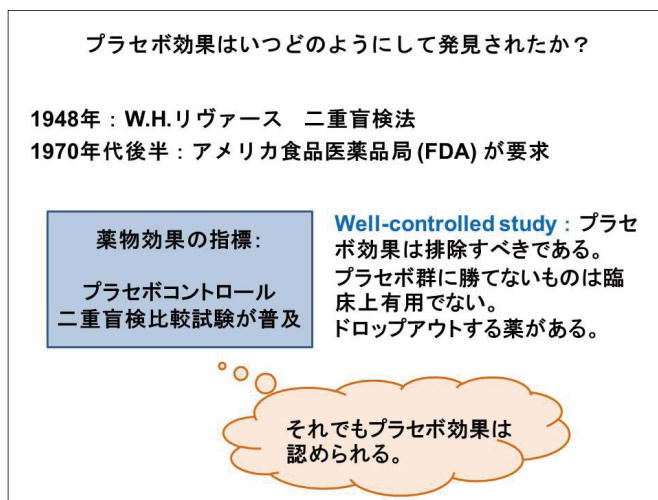 プラセボ効果はいつどのようにして発見されたか？
1948年：W.H.リヴァース　二重盲検法
1970年代後半：アメリカ食品医薬品局 (FDA) が要求
薬物効果の指標：
プラセボコントロール
二重盲検比較試験が普及
Well-controlled study：プラセ
ボ効果は排除すべきである。
プラセボ群に勝てないものは臨
床上有用でない。
ドロップアウトする薬がある。
それでもプラセボ効果は
認められる。